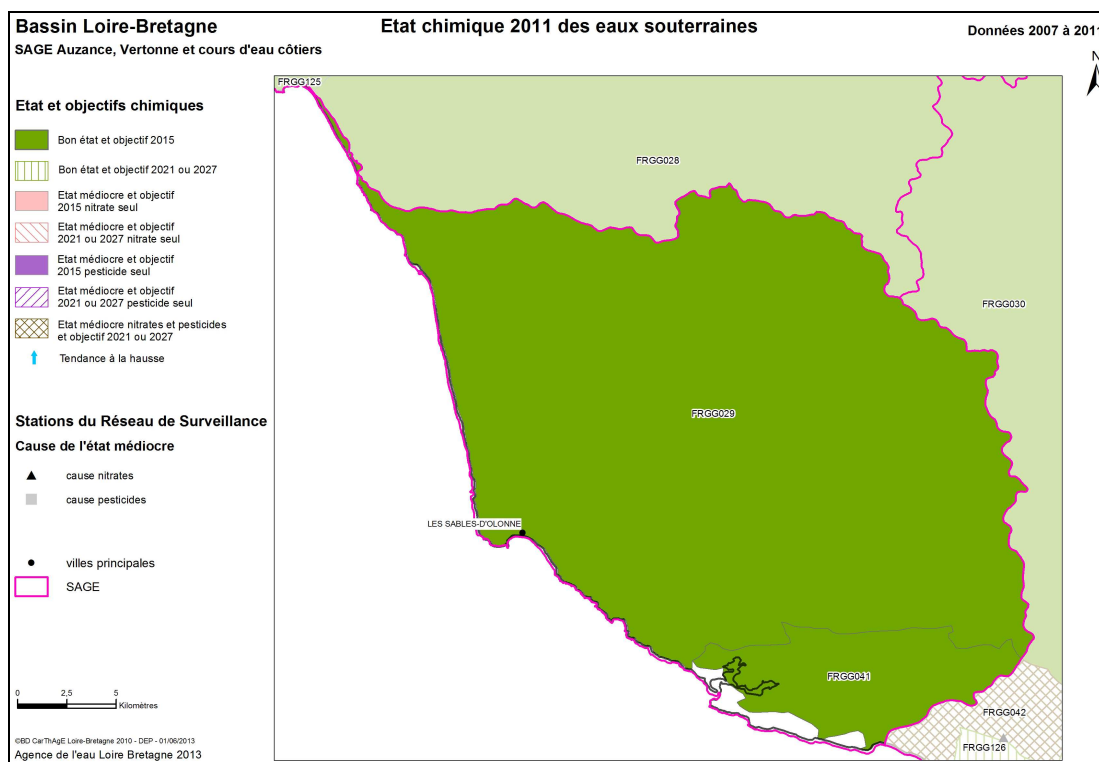 Bassin Loire-Bretagne
Etat chimique 2011 des eaux souterraines
Données 2007 à 2011
SAGE Auzance, Vertonne et cours d'eau côtiers
N
Etat et objectifs chimiques
Bon état et objectif 2015
Bon état et objectif 2021 ou 2027
Etat médiocre et objectif
2015 nitrate seul
Etat médiocre et objectif
2021 ou 2027 nitrate seul
Etat médiocre et objectif
2015 pesticide seul
Etat médiocre et objectif
2021 ou 2027 pesticide seul
Etat médiocre nitrates et pesticides
et objectif 2021 ou 2027
Tendance à la hausse
Stations du Réseau de Surveillance
Cause de l'état médiocre
cause nitrates
cause pesticides
villes principales
SAGE
FRGG125
FRGG028
FRGG030
FRGG029
LES SABLES-D'OLONNE
FRGG041
FRGG042
FRGG126
0 2,5 5
Kilomètres
©BD CarThAgE Loire-Bretagne 2010 - DEP - 01/06/2013
Agence de l'eau Loire Bretagne 2013